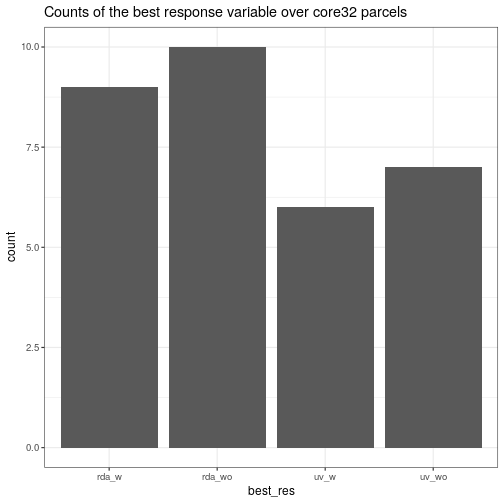 Counts of the best response variable over core32 parcels
10.0
7.5
5.0
2.5
0.0
count
rda_w rda_wo uv_w uv_wo
best_res